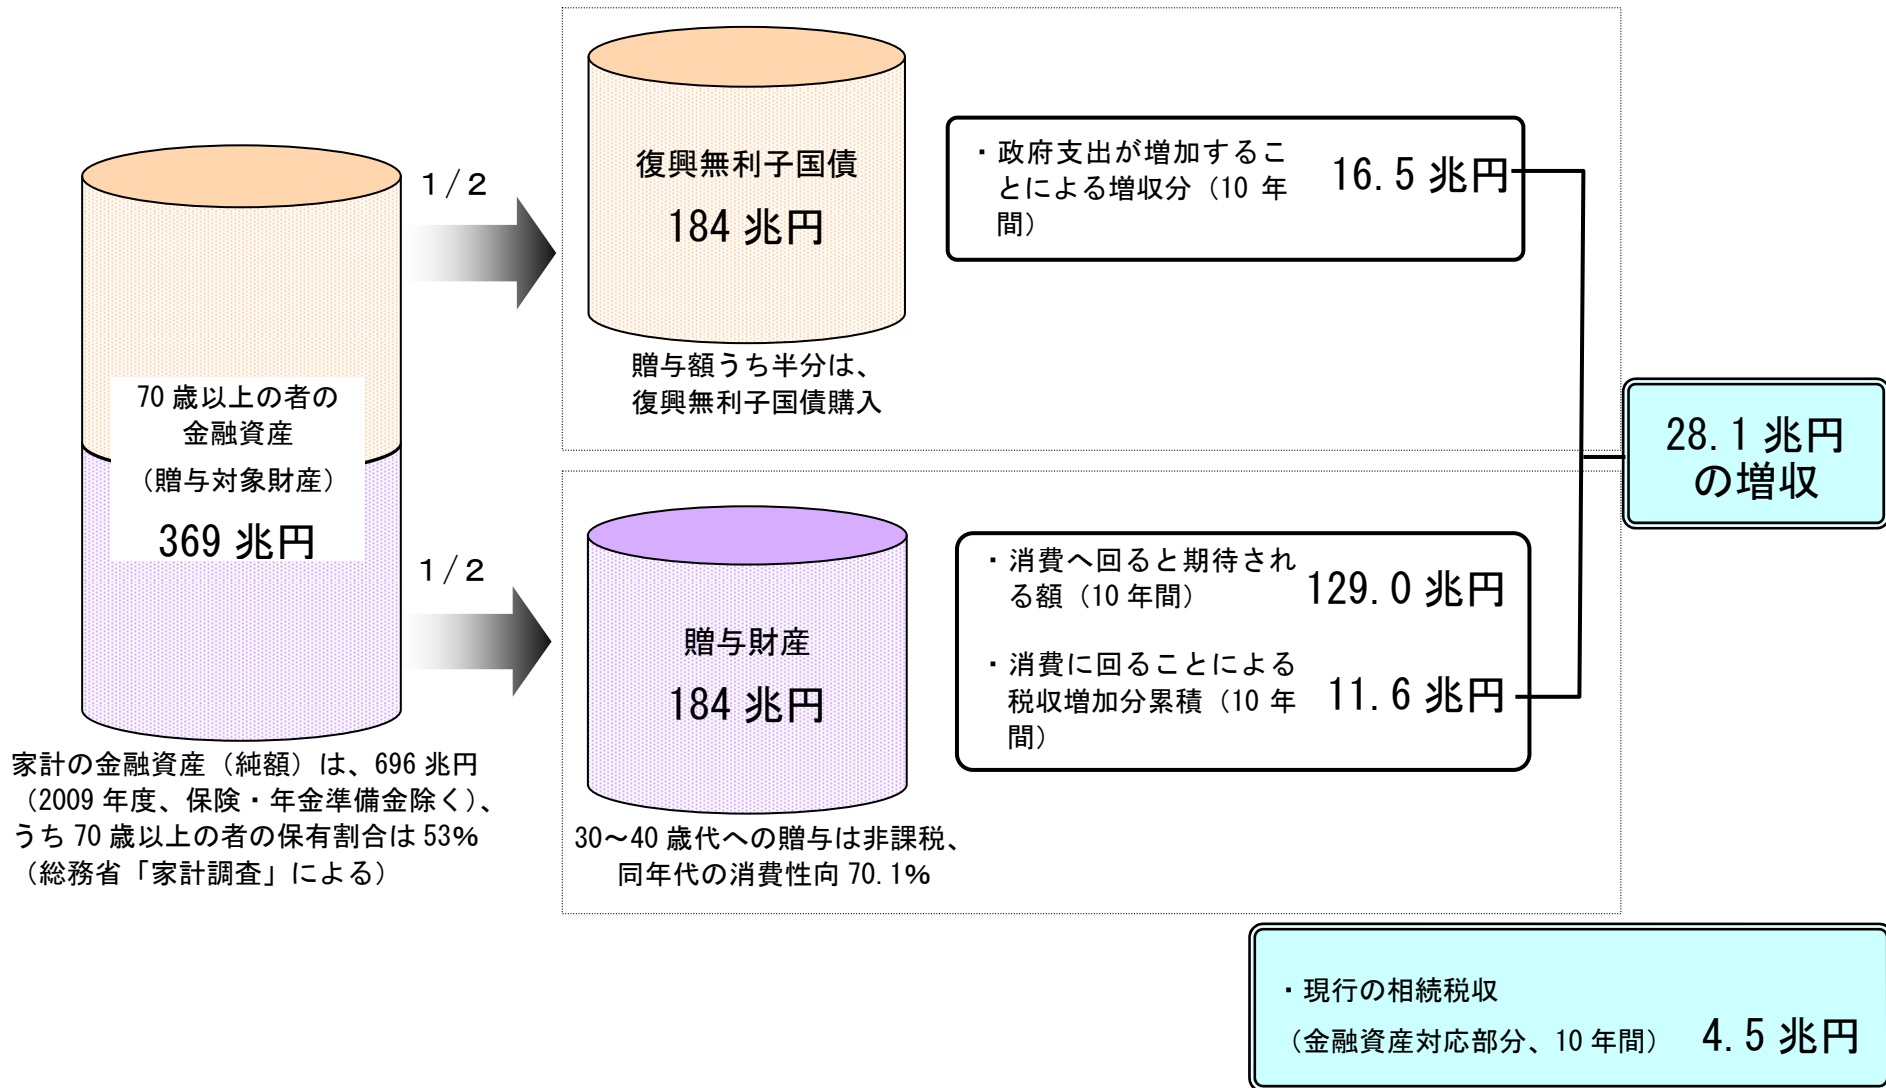 70 歳以上の者の
金融資産
(贈与対象財産)
369 兆円
家計の金融資産(純額)は、696 兆円
(2009 年度、保険・年金準備金除く)、
うち 70 歳以上の者の保有割合は 53%
(総務省「家計調査」による)
1/2
復興無利子国債
184 兆円
贈与額うち半分は、
復興無利子国債購入
・政府支出が増加するこ
とによる増収分(10 年
間)
16.5 兆円
1/2
贈与財産
184 兆円
30~40 歳代への贈与は非課税、
同年代の消費性向 70.1%
・消費へ回ると期待され
る額(10 年間)
129.0 兆円
・消費に回ることによる
税収増加分累積(10 年
間)
11.6 兆円
28.1 兆円
の増収
・現行の相続税収
(金融資産対応部分、10 年間)
4.5 兆円